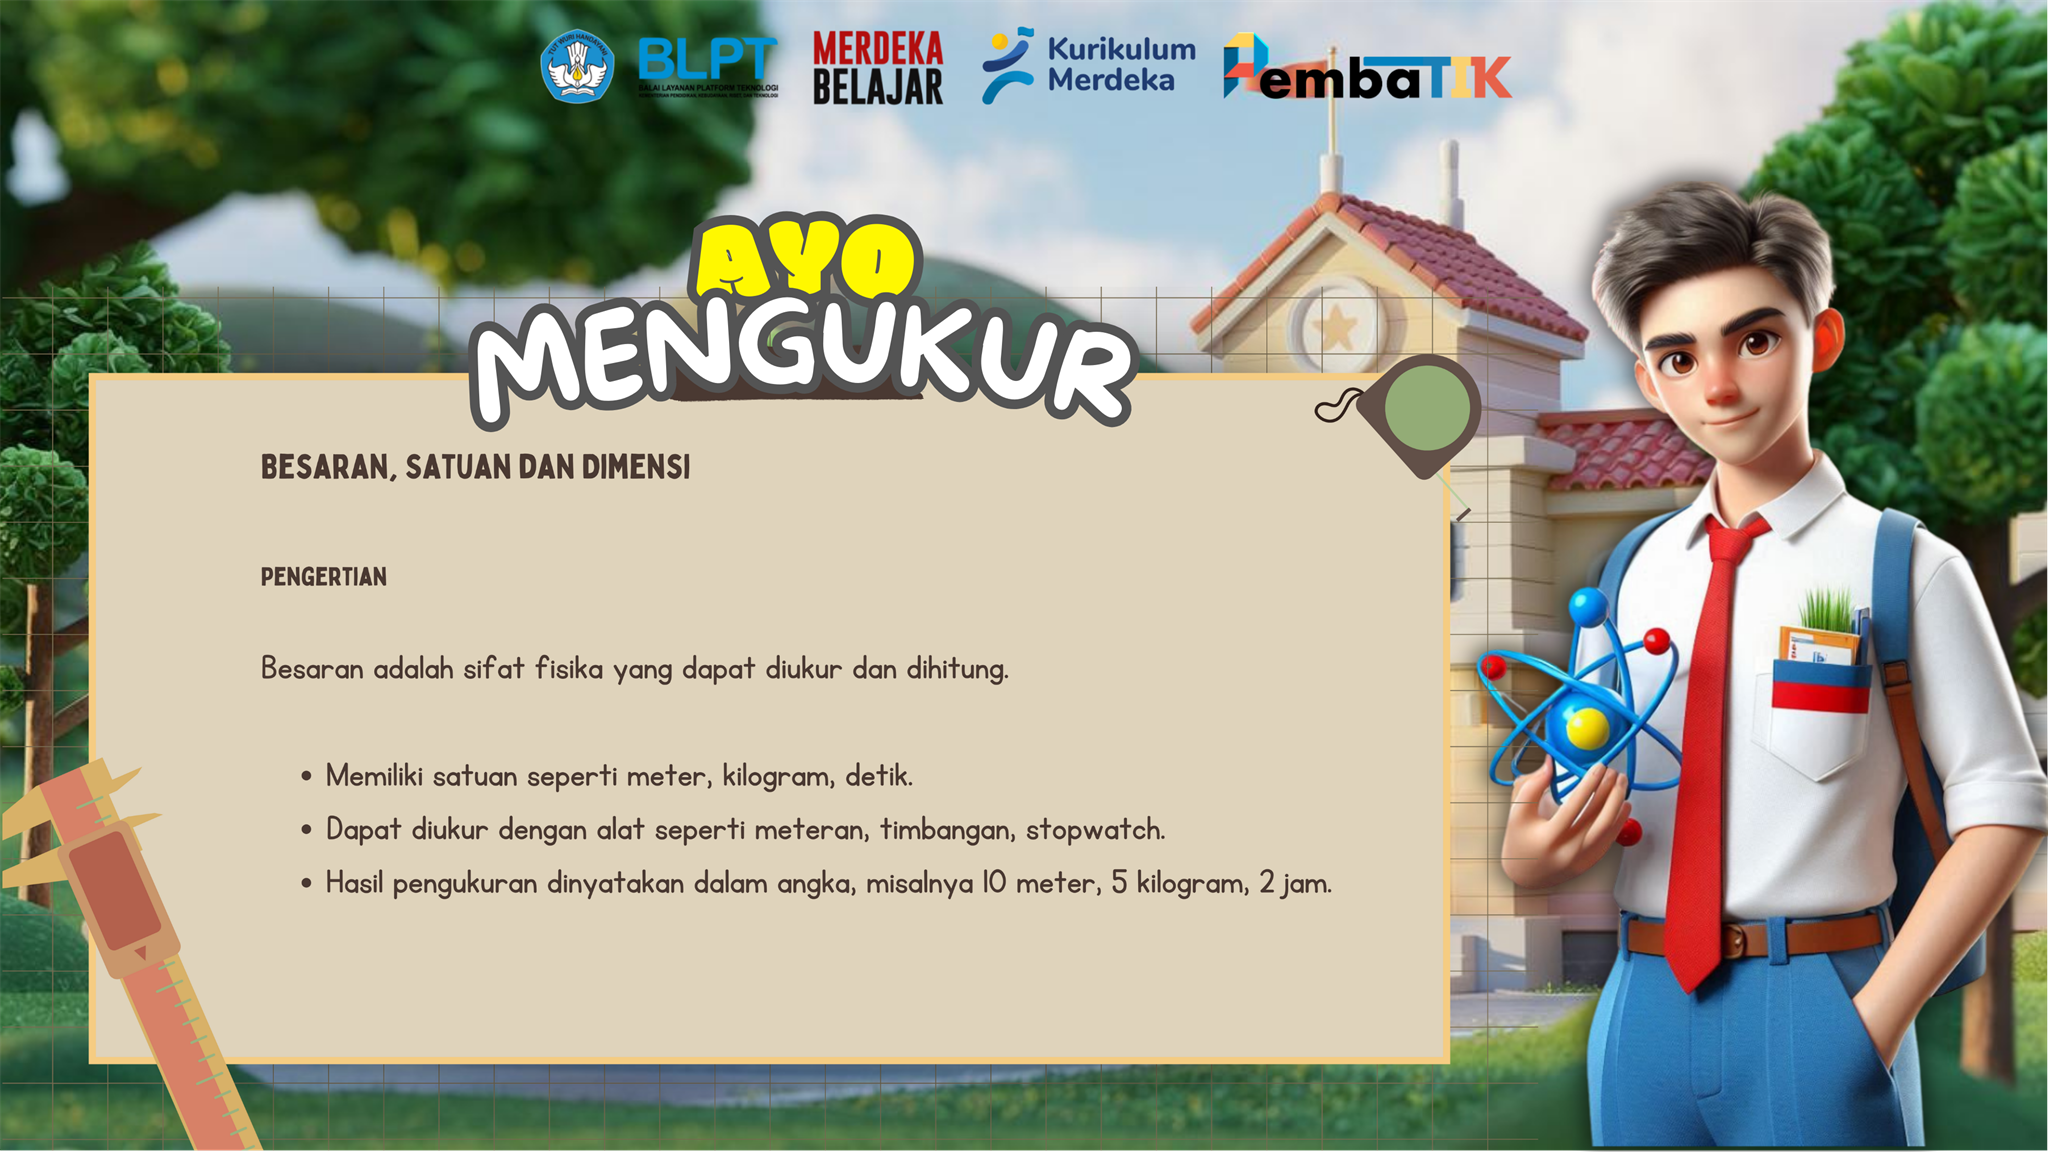 TUT WURI HANDAYANI
BLPT
BALAI LAYANAN PLATFORM TEKNOLOGI
KEMENTERIAN PENDIDIKAN, KEBUDAYAAN, RISET, DAN TEKNOLOGI
MERDEKA
BELAJAR
Kurikulum
Merdeka
PembaTIK
AYO
MENGUKUR
BESARAN, SATUAN DAN DIMENSI
PENGERTIAN
Besaran adalah sifat fisika yang dapat diukur dan dihitung.
• Memiliki satuan seperti meter, kilogram, detik.
• Dapat diukur dengan alat seperti meteran, timbangan, stopwatch.
• Hasil pengukuran dinyatakan dalam angka, misalnya 10 meter, 5 kilogram, 2 jam.